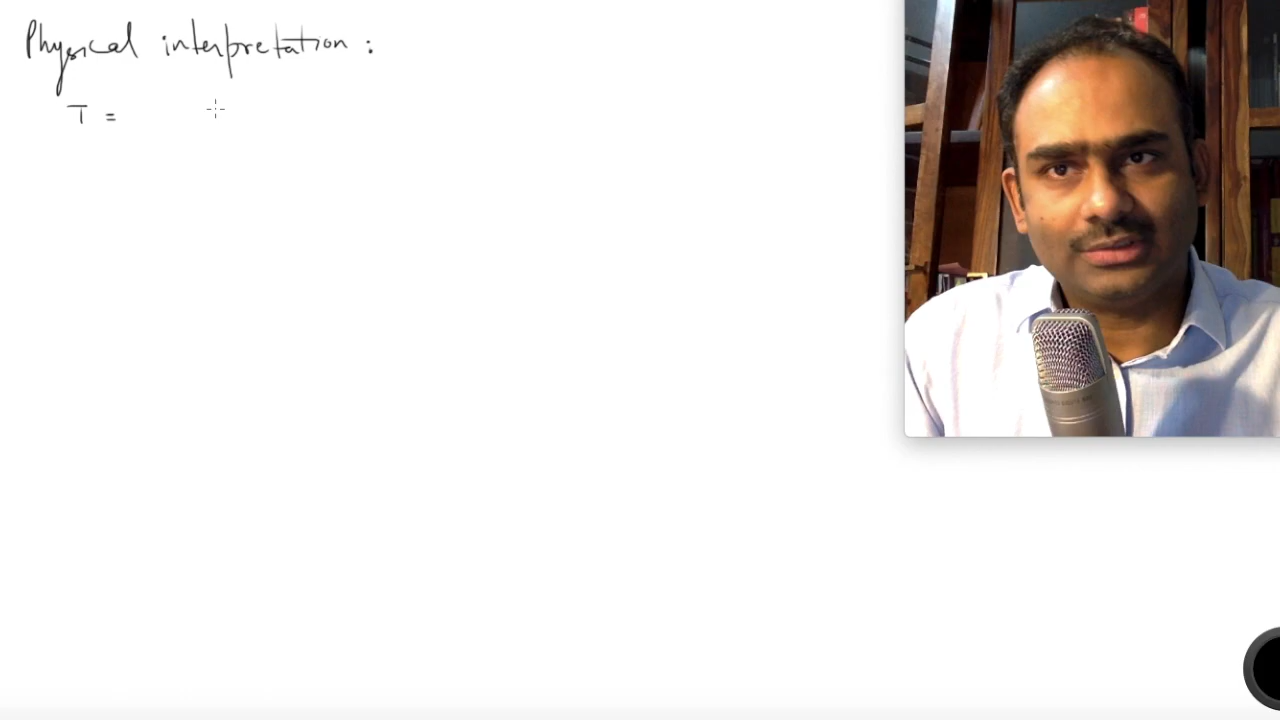 Physical interpretation :
T =